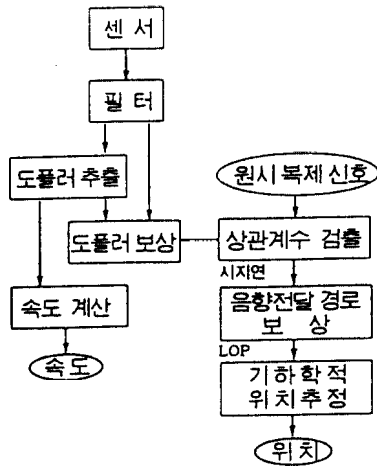 센 서
필 터
도플러 추출
원시 복제 신호
도플러 보상
상관계수 검출
시지연
속도 계산
음향전달 경로
보 상
LOP
속 도
기하학적
위치추정
위 치